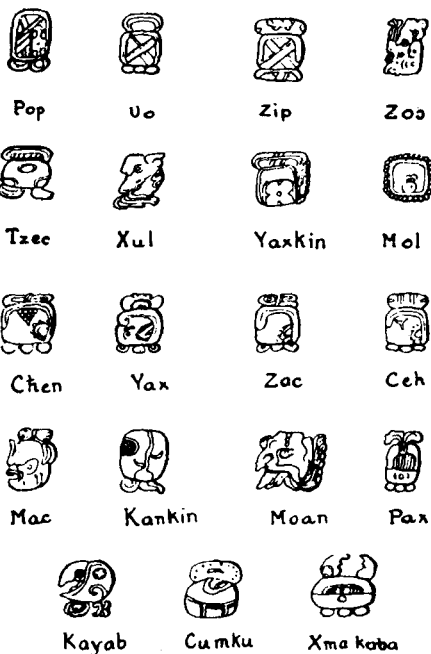 Pop Uo Zip Zoɔ
Tzec Xul Yaxkin Mol
Chen Yax Zac Ceh
Mac Kankin Moan Pax
Kayab Cumku Xma kaba